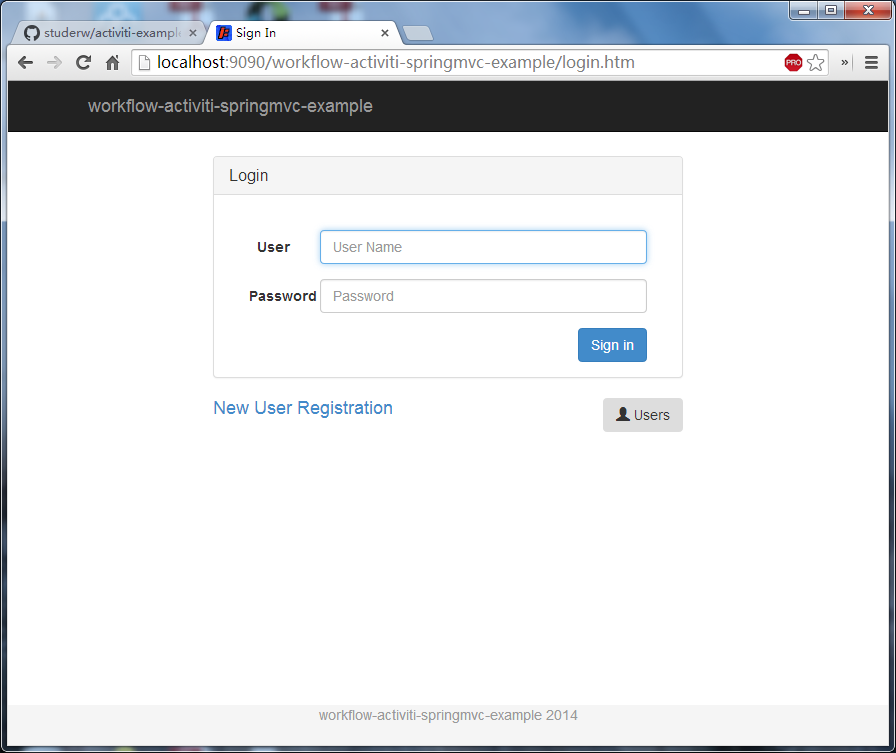 studerw/activiti-example
Sign In
localhost:9090/workflow-activiti-springmvc-example/login.htm
PRO
workflow-activiti-springmvc-example
Login
User
User Name
Password
Password
Sign in
New User Registration
Users
workflow-activiti-springmvc-example 2014